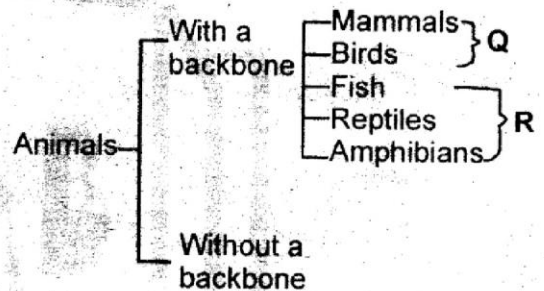 With a
backbone
Mammals
Birds
Q
Fish
Reptiles
Amphibians
R
Animals
Without a
backbone